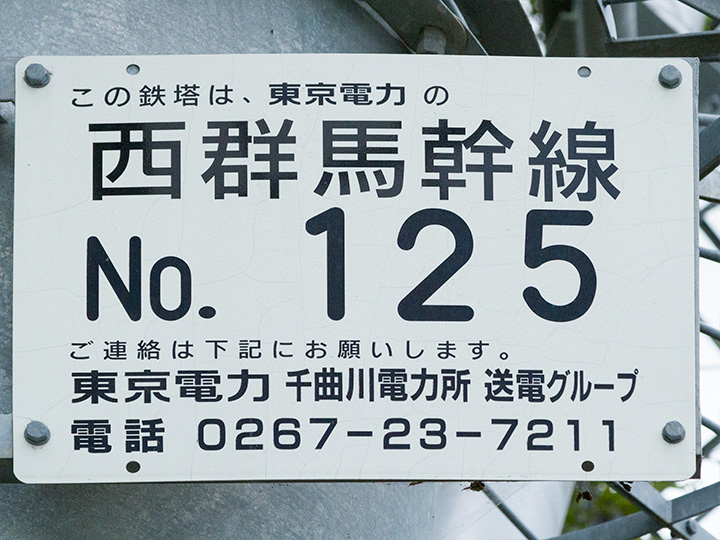 この鉄塔は、東京電力の
西群馬幹線
No. 125
ご連絡は下記にお願いします。
東京電力 千曲川電力所 送電グループ
電話 0267-23-7211